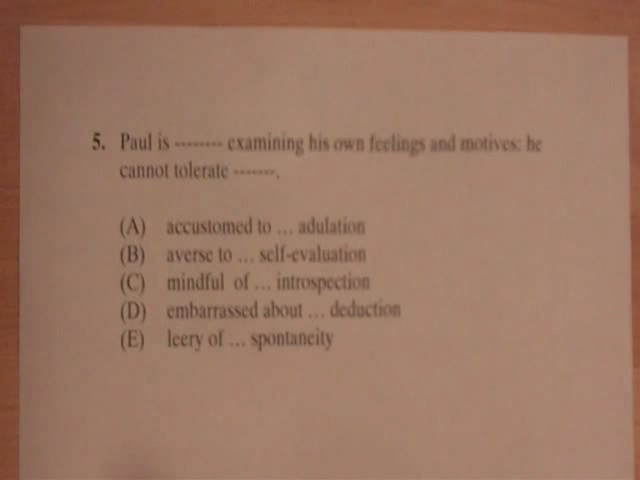 5. Paul is -------- examining his own feelings and motives: he
cannot tolerate -------.
(A) accustomed to ... adulation
(B) averse to ... self-evaluation
(C) mindful of ... introspection
(D) embarrassed about ... deduction
(E) leery of ... spontaneity